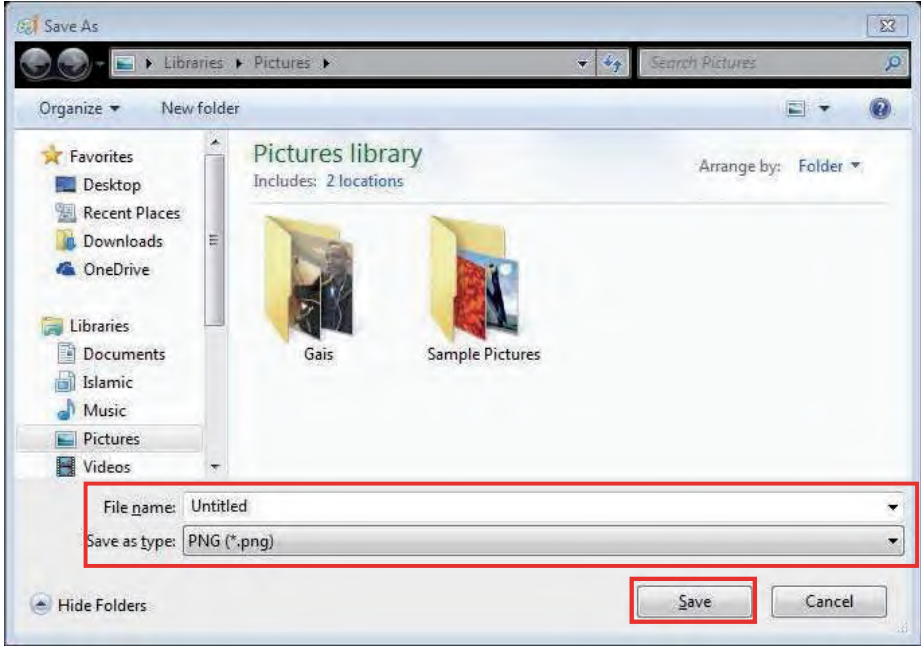 Save As
Libraries Pictures
Search Pictures
Organize New folder
Favorites
Desktop
Recent Places
Downloads
OneDrive
Libraries
Documents
Islamic
Music
Pictures
Videos
Pictures library
Includes: 2 locations
Arrange by: Folder
Gais
Sample Pictures
File name: Untitled
Save as type: PNG (*.png)
Hide Folders
Save
Cancel